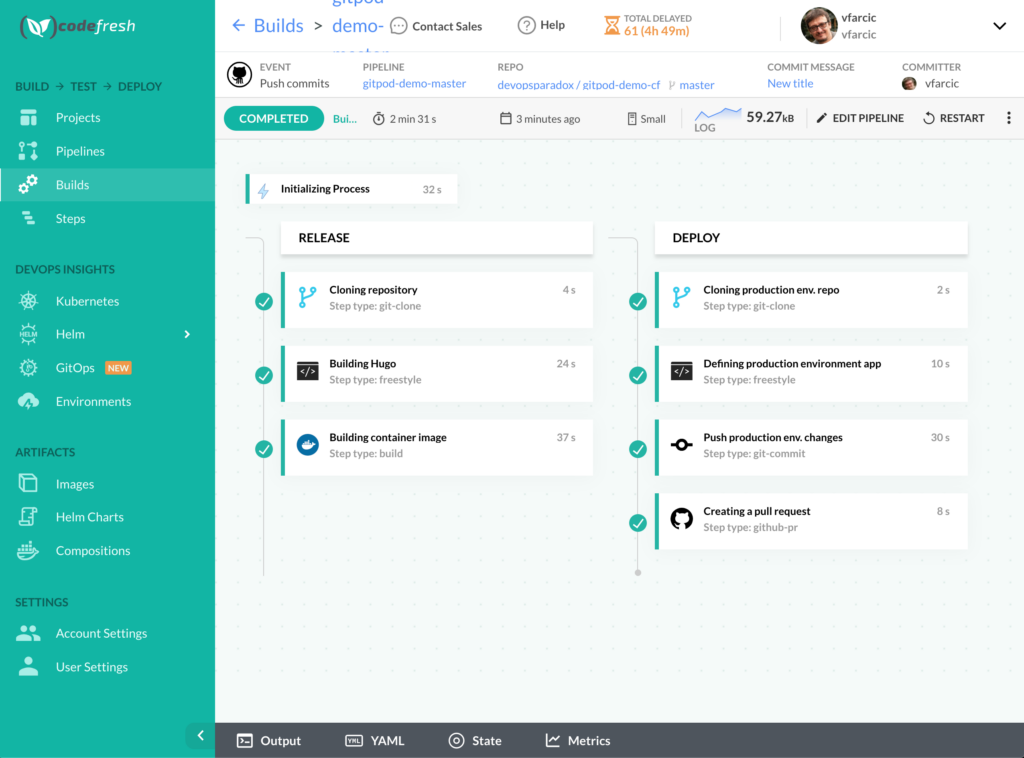 codefresh
BUILD → TEST → DEPLOY
Projects
Pipelines
Builds
Steps
DEVOPS INSIGHTS
Kubernetes
HELM
Helm
GitOps NEW
Environments
ARTIFACTS
Images
Helm Charts
Compositions
SETTINGS
Account Settings
User Settings
← Builds > gitpod-
demo-
master
Contact Sales
? Help
TOTAL DELAYED
61 (4h 49m)
vfarcic
vfarcic
EVENT
Push commits
PIPELINE
gitpod-demo-master
REPO
devopsparadox / gitpod-demo-cf master
COMMIT MESSAGE
New title
COMMITTER
vfarcic
COMPLETED
Bui...
2 min 31 s
3 minutes ago
Small
LOG
59.27kB
EDIT PIPELINE
RESTART
Initializing Process 32 s
RELEASE
Cloning repository 4 s
Step type: git-clone
</> Building Hugo 24 s
Step type: freestyle
Building container image 37 s
Step type: build
DEPLOY
Cloning production env. repo 2 s
Step type: git-clone
</> Defining production environment app 10 s
Step type: freestyle
Push production env. changes 30 s
Step type: git-commit
Creating a pull request 8 s
Step type: github-pr
Output
YML YAML
State
Metrics